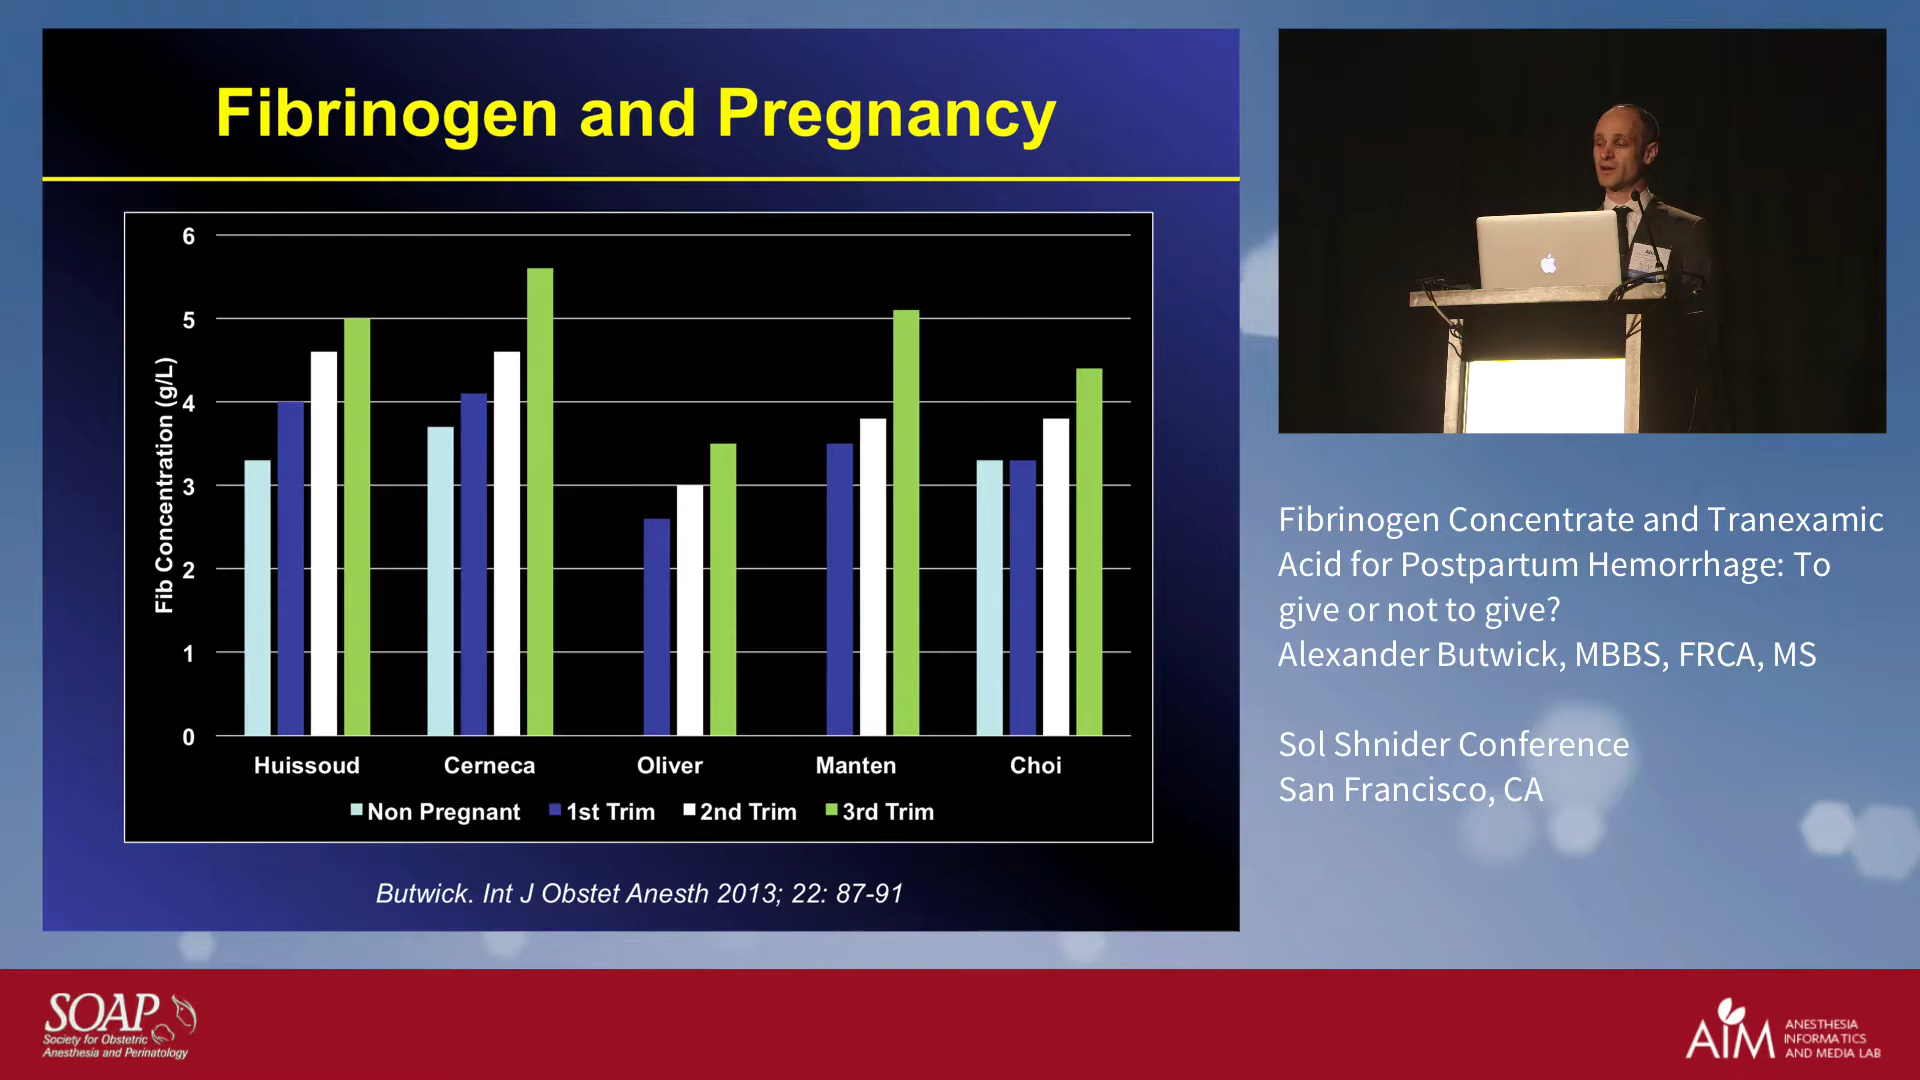 Fibrinogen and Pregnancy
6
5
4
3
2
1
0
Fib Concentration (g/L)
Huissoud Cerneca Oliver Manten Choi
Non Pregnant 1st Trim 2nd Trim 3rd Trim
Butwick. Int J Obstet Anesth 2013; 22: 87-91
Fibrinogen Concentrate and Tranexamic
Acid for Postpartum Hemorrhage: To
give or not to give?
Alexander Butwick, MBBS, FRCA, MS
Sol Shnider Conference
San Francisco, CA
SOAP
Society for Obstetric
Anesthesia and Perinatology
AIM
ANESTHESIA
INFORMATICS
AND MEDIA LAB